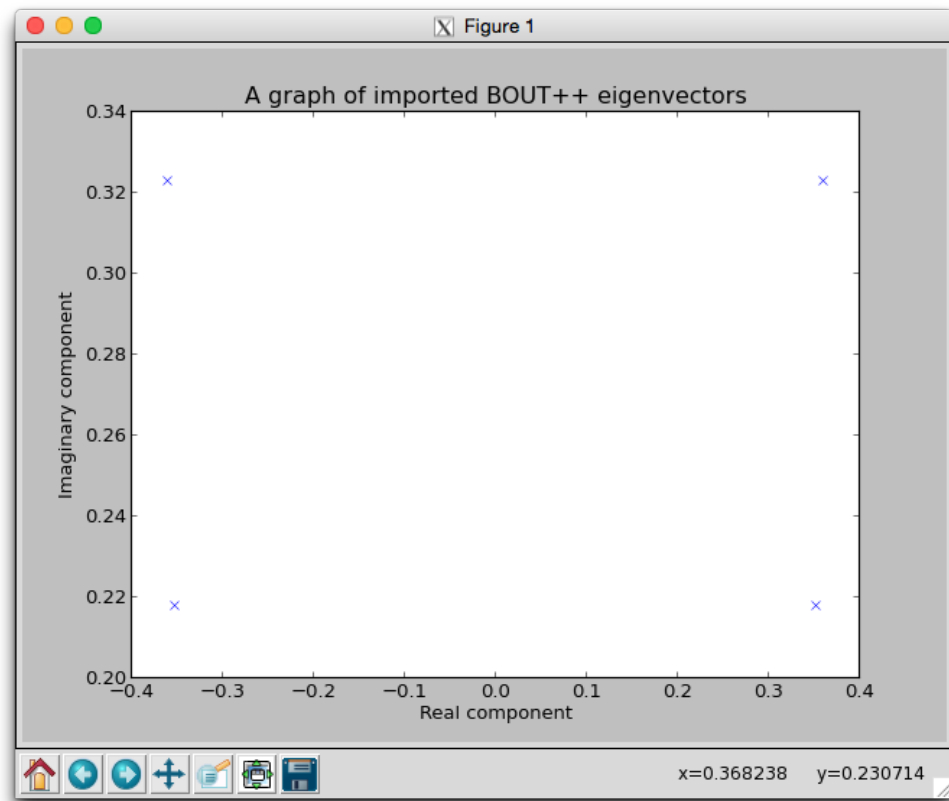 Figure 1
A graph of imported BOUT++ eigenvectors
0.34
0.32
0.30
0.28
0.26
0.24
0.22
0.20
Imaginary component
−0.4 −0.3 −0.2 −0.1 0.0 0.1 0.2 0.3 0.4
Real component
x=0.368238 y=0.230714